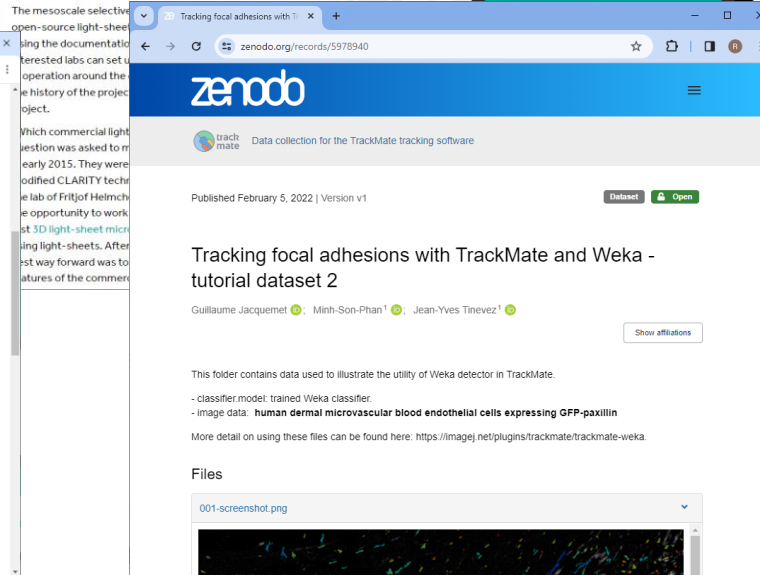 The mesoscale selective
open-source light-shee
sing the documentatio
terested labs can set u
operation around the
e history of the projec
oject.
Which commercial light
uestion was asked to m
early 2015. They were
odified CLARITY techr
e lab of Fritjof Helmch
e opportunity to work
st 3D light-sheet micro
sing light-sheets. After
est way forward was to
atures of the commerc
Tracking focal adhesions with Tr
zenodo.org/records/5978940
R
zenodo
track
mate
Data collection for the TrackMate tracking software
Published February 5, 2022 | Version v1
Dataset
Open
Tracking focal adhesions with TrackMate and Weka -
tutorial dataset 2
Guillaume Jacquemet iD ; Minh-Son-Phan¹ iD ; Jean-Yves Tinevez¹ iD
Show affiliations
This folder contains data used to illustrate the utility of Weka detector in TrackMate.
- classifier.model: trained Weka classifier.
- image data: human dermal microvascular blood endothelial cells expressing GFP-paxillin
More detail on using these files can be found here: https://imagej.net/plugins/trackmate/trackmate-weka.
Files
001-screenshot.png